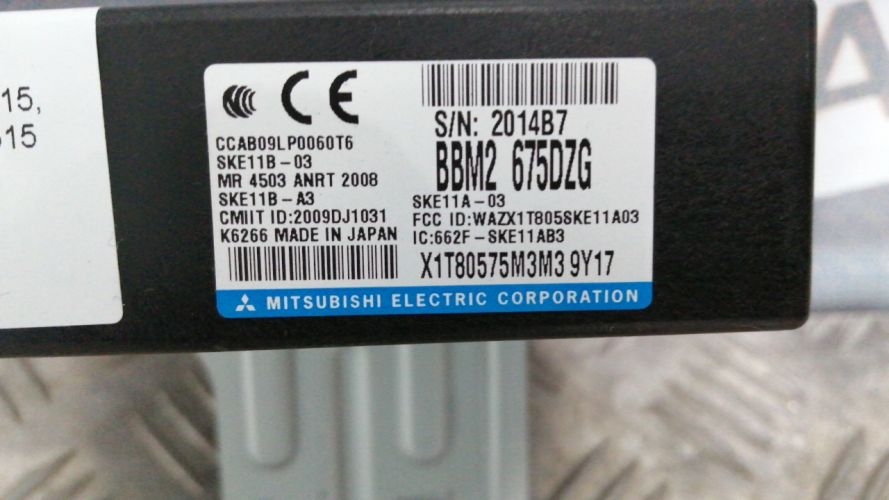 15,
615
CE
CCAB09LP0060T6
SKE11B-03
MR 4503 ANRT 2008
SKE11B-A3
CMIIT ID:2009DJ1031
K6266 MADE IN JAPAN
S/N: 2014B7
BBM2 675DZG
SKE11A-03
FCC ID:WAZX1T805SKE11A03
IC:662F-SKE11AB3
X1T80575M3M3 9Y17
MITSUBISHI ELECTRIC CORPORATION
A